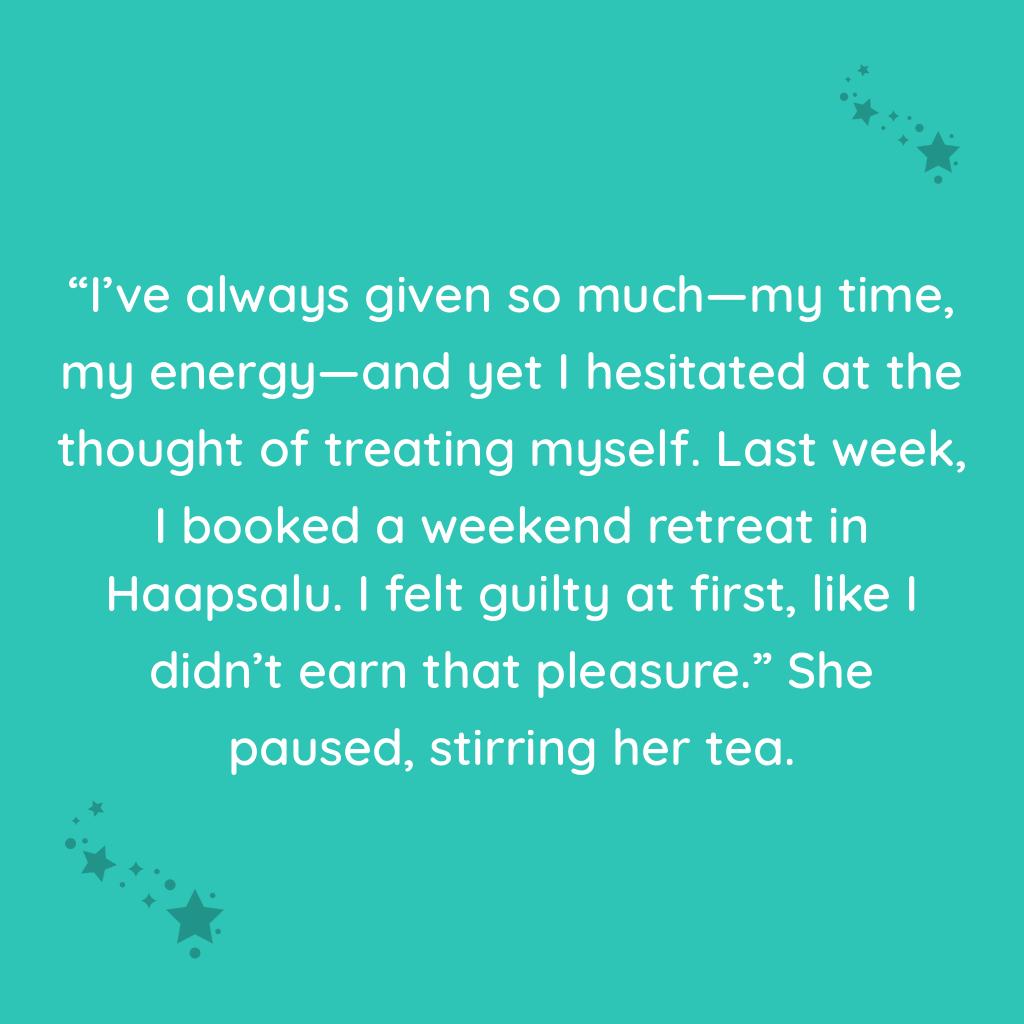 “I’ve always given so much—my time,
my energy—and yet I hesitated at the
thought of treating myself. Last week,
I booked a weekend retreat in
Haapsalu. I felt guilty at first, like I
didn’t earn that pleasure.” She
paused, stirring her tea.